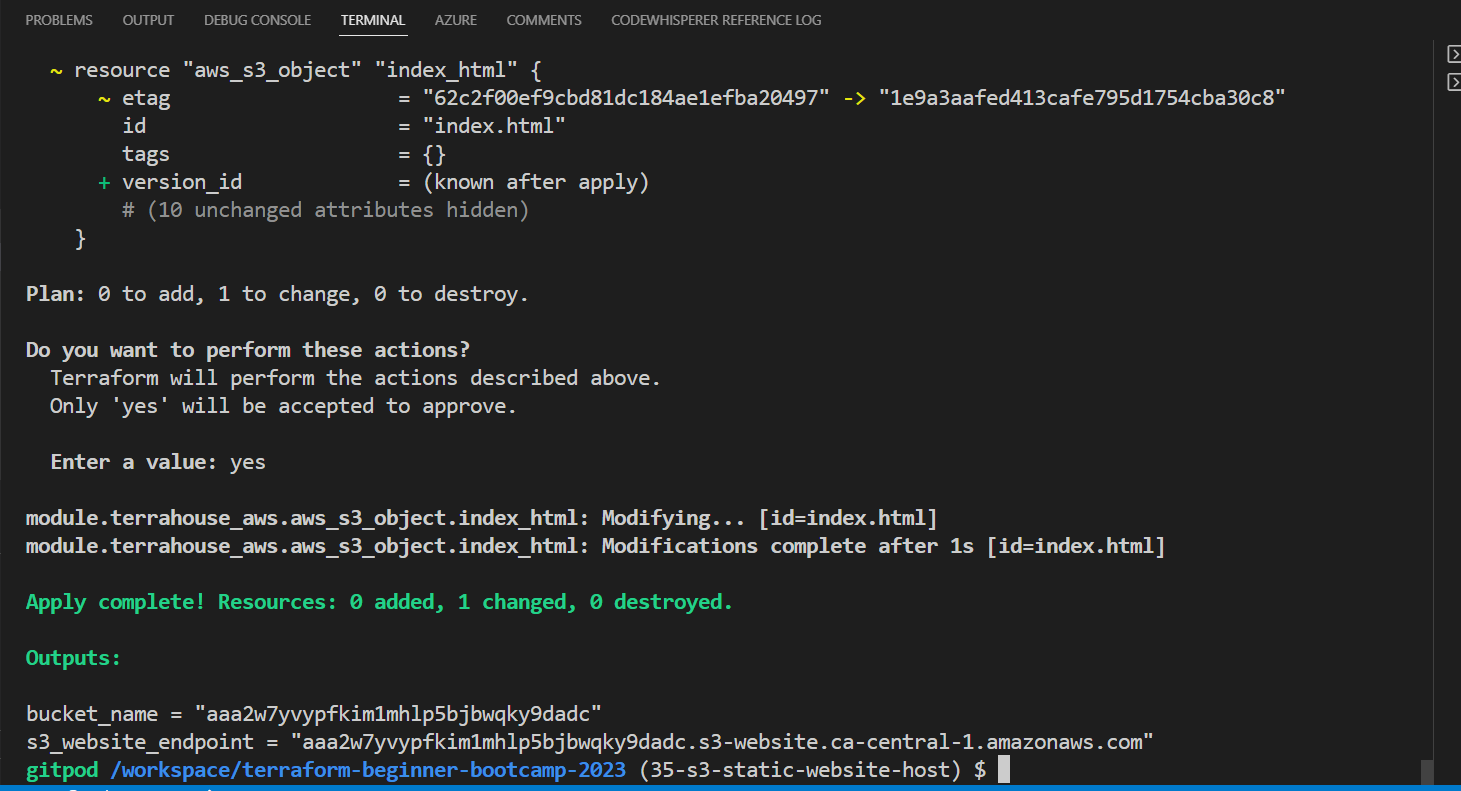 PROBLEMS OUTPUT DEBUG CONSOLE TERMINAL AZURE COMMENTS CODEWHISPERER REFERENCE LOG
~ resource "aws_s3_object" "index_html" {
~ etag = "62c2f00ef9cbd81dc184ae1efba20497" -> "1e9a3aafed413cafe795d1754cba30c8"
id = "index.html"
tags = {}
+ version_id = (known after apply)
# (10 unchanged attributes hidden)
}
Plan: 0 to add, 1 to change, 0 to destroy.
Do you want to perform these actions?
Terraform will perform the actions described above.
Only 'yes' will be accepted to approve.
Enter a value: yes
module.terrahouse_aws.aws_s3_object.index_html: Modifying... [id=index.html]
module.terrahouse_aws.aws_s3_object.index_html: Modifications complete after 1s [id=index.html]
Apply complete! Resources: 0 added, 1 changed, 0 destroyed.
Outputs:
bucket_name = "aaa2w7yvypfkim1mhlp5bjbwqky9dadc"
s3_website_endpoint = "aaa2w7yvypfkim1mhlp5bjbwqky9dadc.s3-website.ca-central-1.amazonaws.com"
gitpod /workspace/terraform-beginner-bootcamp-2023 (35-s3-static-website-host) $